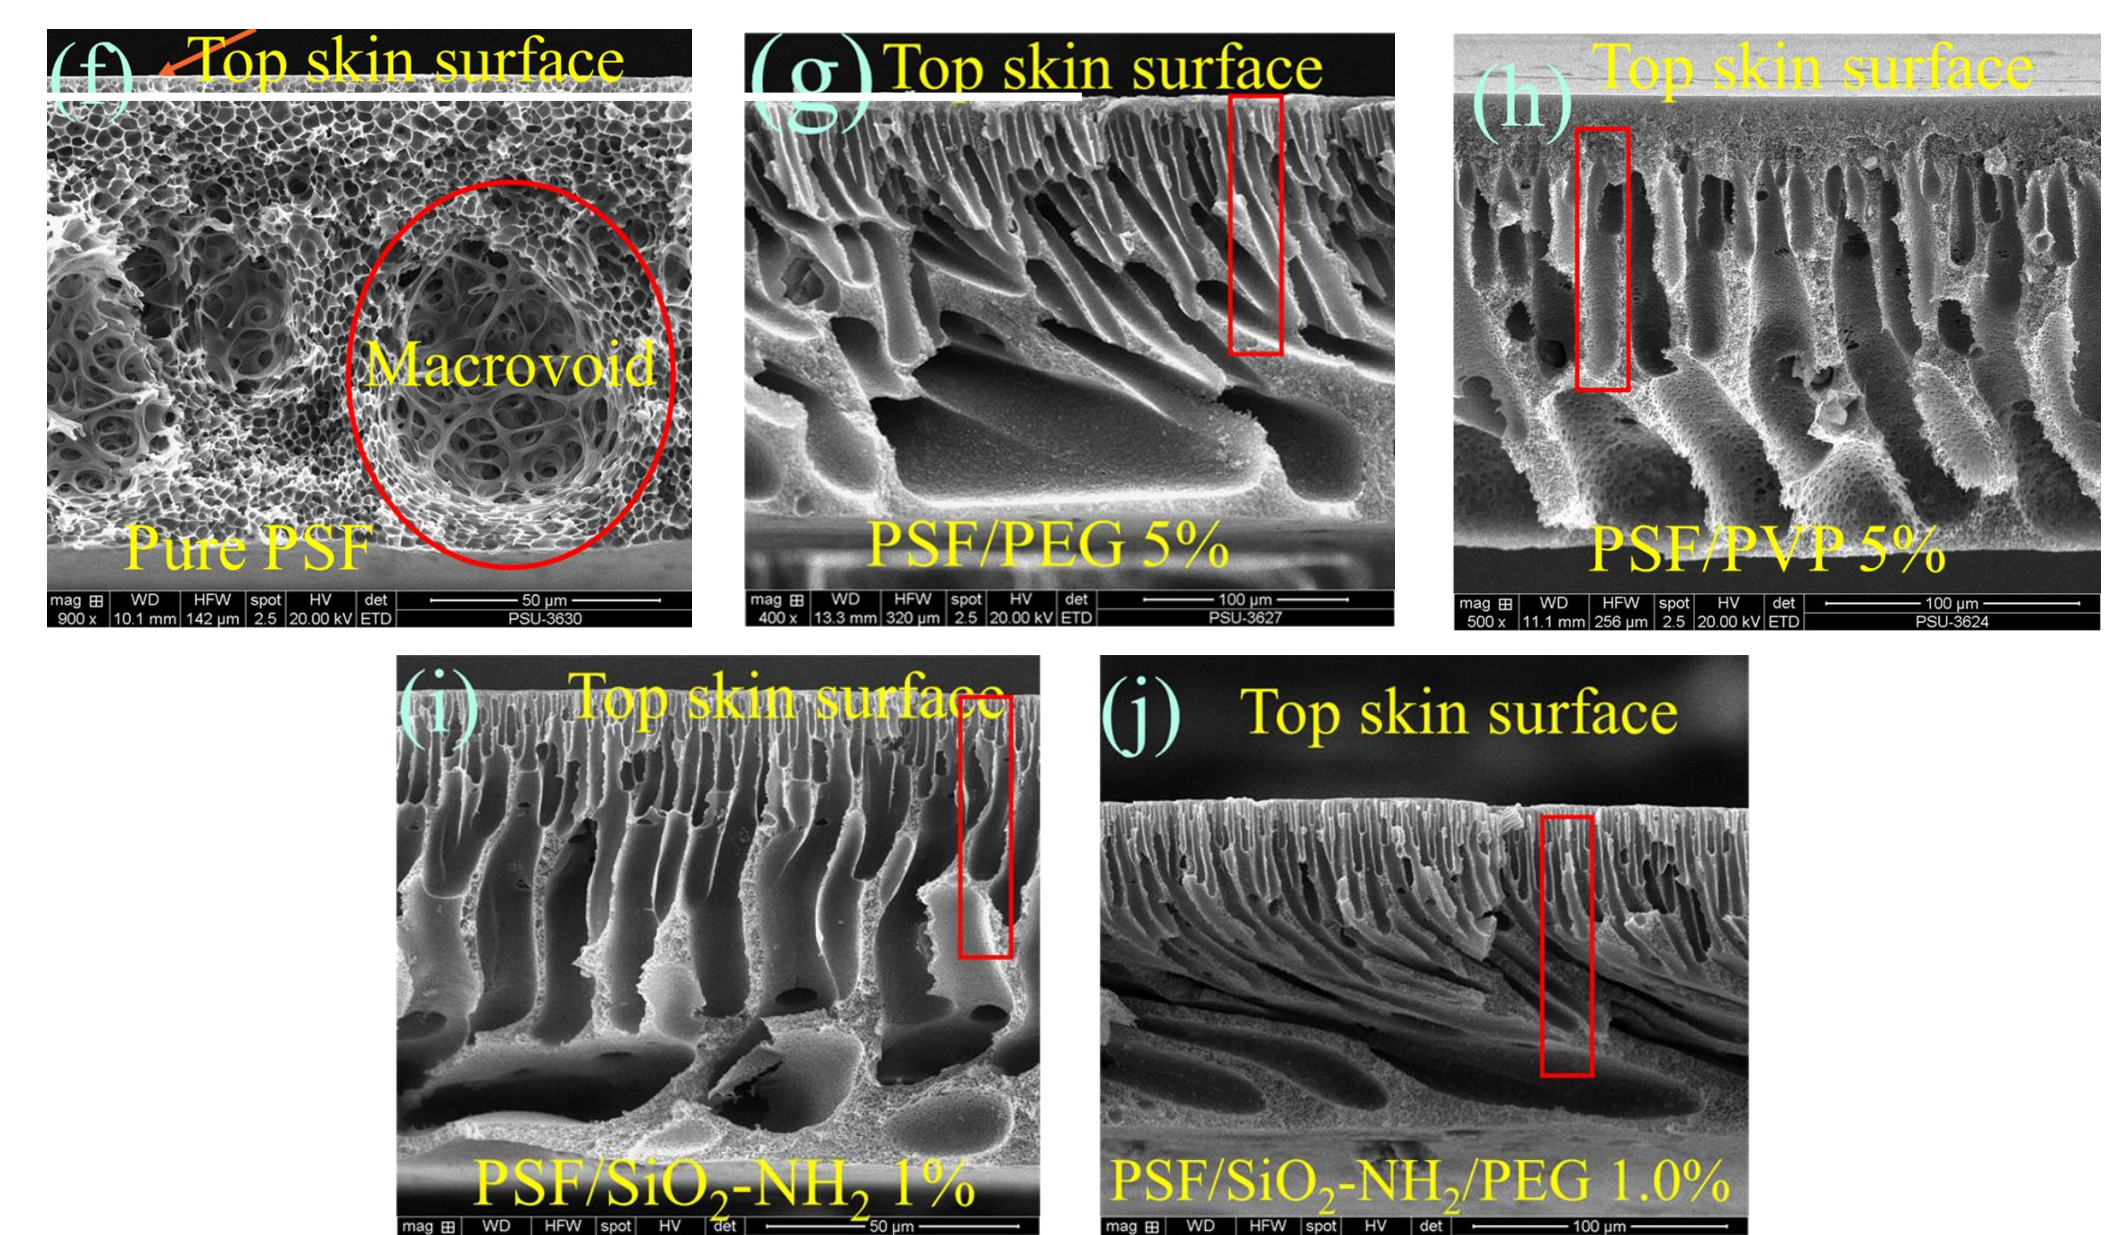 (f) Top skin surface
Macrovoid
Pure PSF
mag ⊞ WD HFW spot HV det 50 µm
900 x 10.1 mm 142 µm 2.5 20.00 kV ETD PSU-3630
(g) Top skin surface
PSF/PEG 5%
mag ⊞ WD HFW spot HV det 100 µm
400 x 13.3 mm 320 µm 2.5 20.00 kV ETD PSU-3627
(h) Top skin surface
PSF/PVP 5%
mag ⊞ WD HFW spot HV det 100 µm
500 x 11.1 mm 256 µm 2.5 20.00 kV ETD PSU-3624
(i) Top skin surface
PSF/SiO₂-NH₂ 1%
mag ⊞ WD HFW spot HV det 50 µm
(j) Top skin surface
PSF/SiO₂-NH₂/PEG 1.0%
mag ⊞ WD HFW spot HV det 100 µm